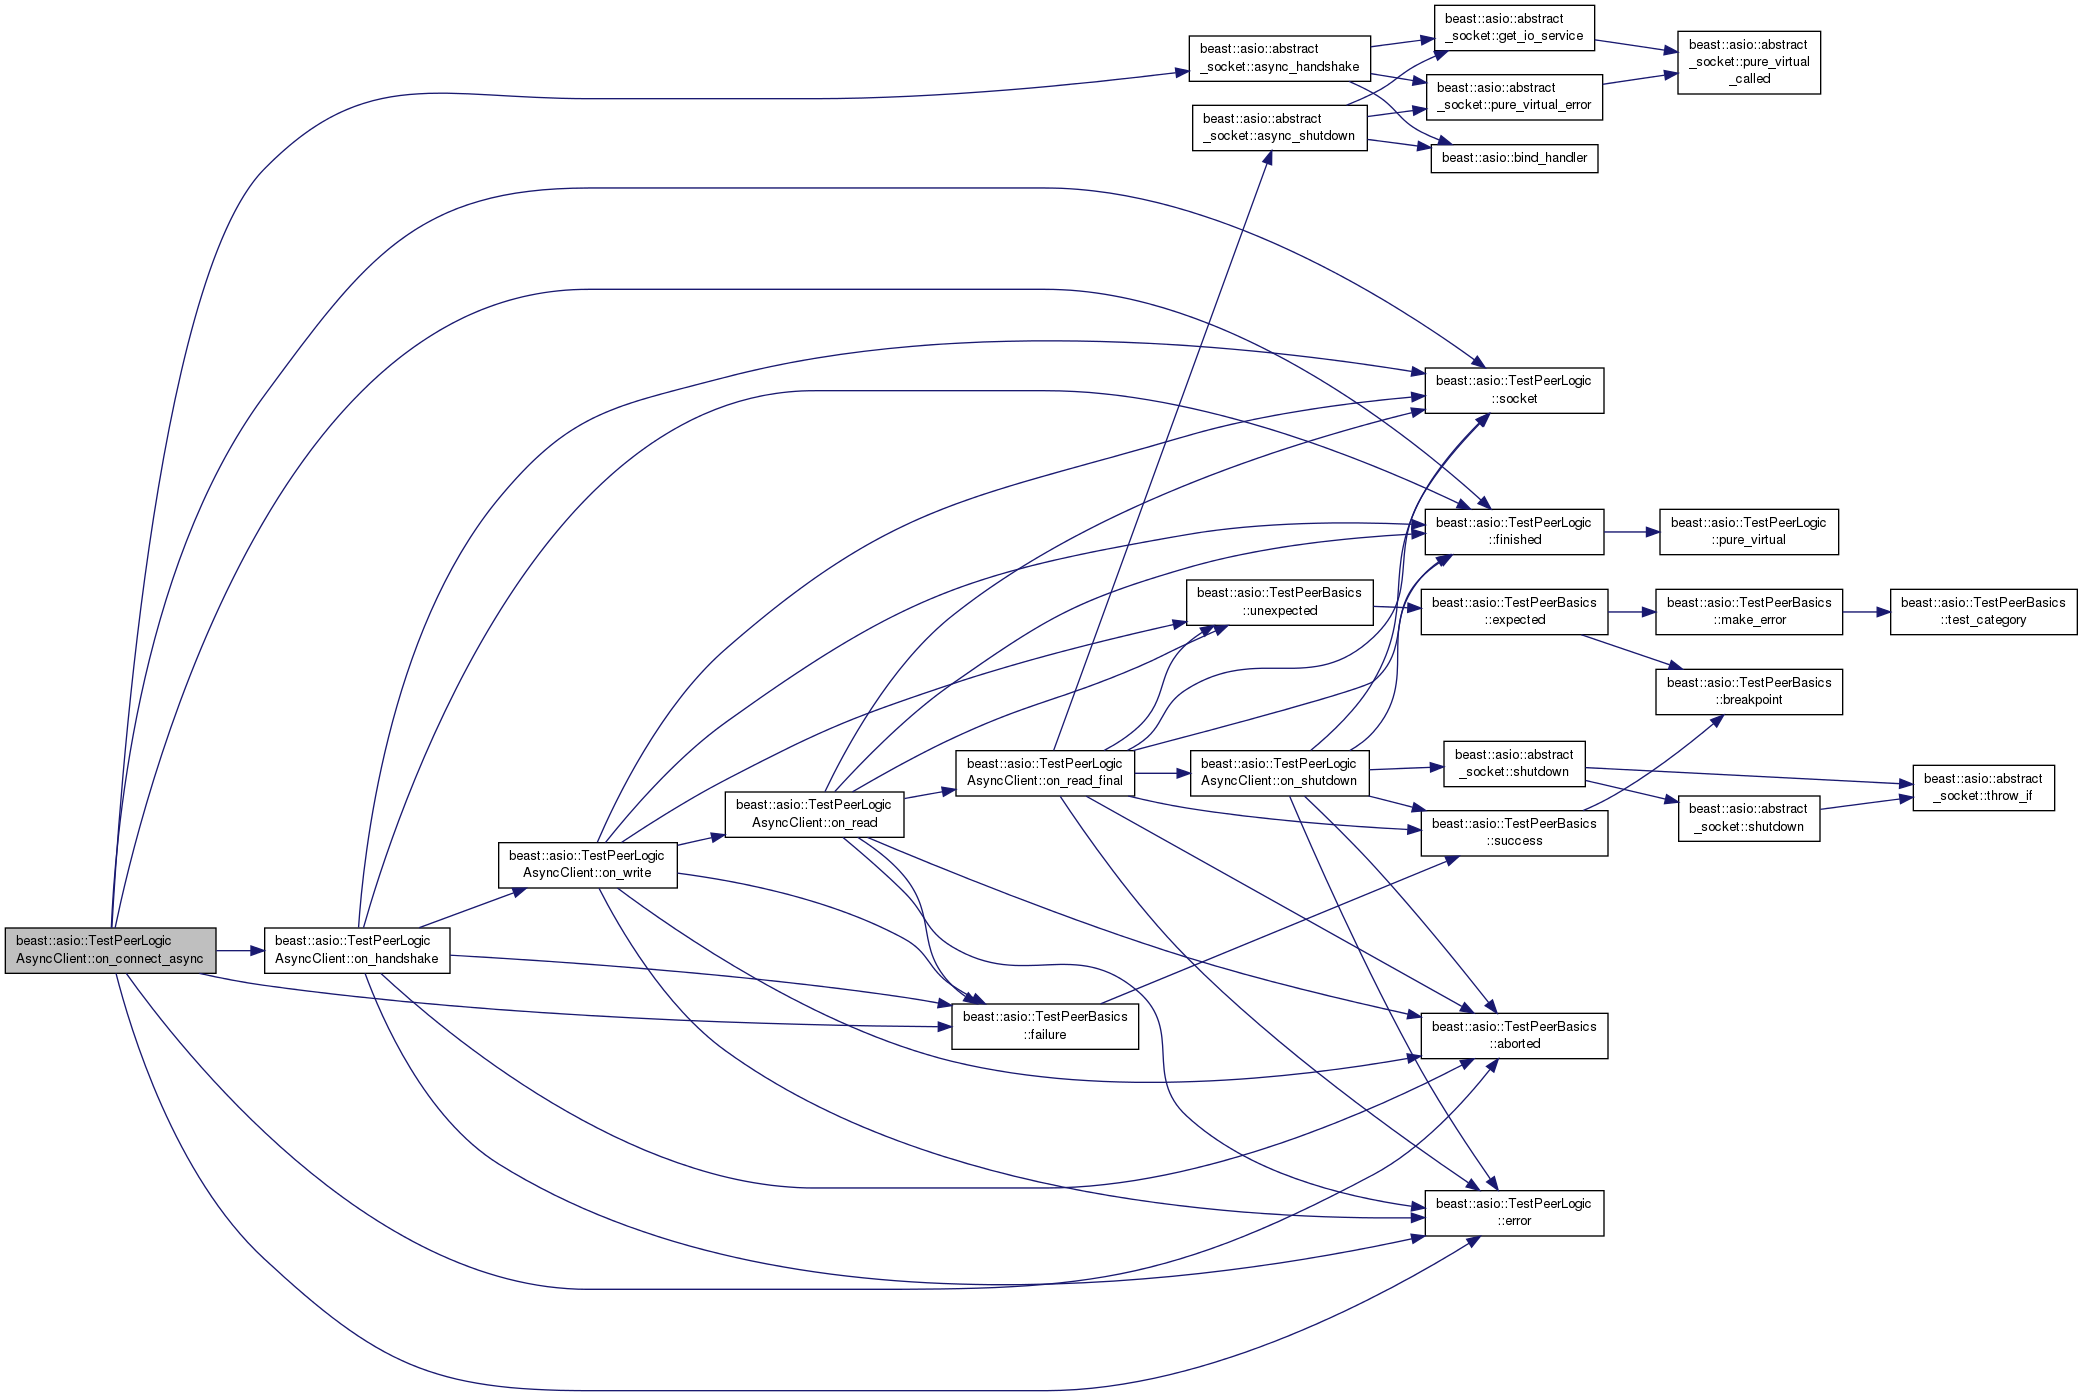 beast::asio::abstract
_socket::get_io_service
beast::asio::abstract
_socket::async_handshake
beast::asio::abstract
_socket::pure_virtual
_called
beast::asio::abstract
_socket::pure_virtual_error
beast::asio::abstract
_socket::async_shutdown
beast::asio::bind_handler
beast::asio::TestPeerLogic
::socket
beast::asio::TestPeerLogic
::finished
beast::asio::TestPeerLogic
::pure_virtual
beast::asio::TestPeerBasics
::unexpected
beast::asio::TestPeerBasics
::expected
beast::asio::TestPeerBasics
::make_error
beast::asio::TestPeerBasics
::test_category
beast::asio::TestPeerBasics
::breakpoint
beast::asio::TestPeerLogic
AsyncClient::on_read_final
beast::asio::TestPeerLogic
AsyncClient::on_shutdown
beast::asio::abstract
_socket::shutdown
beast::asio::abstract
_socket::throw_if
beast::asio::TestPeerLogic
AsyncClient::on_read
beast::asio::abstract
_socket::shutdown
beast::asio::TestPeerBasics
::success
beast::asio::TestPeerLogic
AsyncClient::on_write
beast::asio::TestPeerLogic
AsyncClient::on_connect_async
beast::asio::TestPeerLogic
AsyncClient::on_handshake
beast::asio::TestPeerBasics
::failure
beast::asio::TestPeerBasics
::aborted
beast::asio::TestPeerLogic
::error